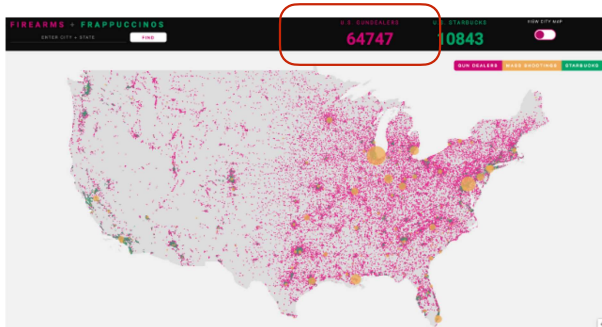 FIREARMS + FRAPPUCCINOS
ENTER CITY + STATE
FIND
U.S. GUNDEALERS
64747
U.S. STARBUCKS
10843
VIEW CITY MAP
GUN DEALERS
MASS SHOOTINGS
STARBUCKS